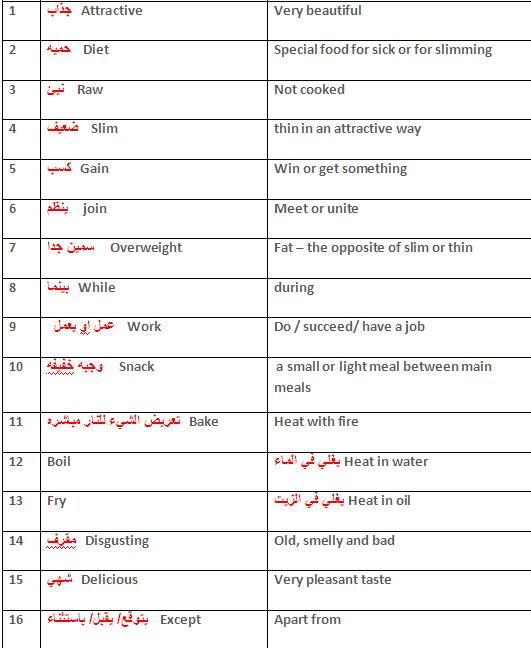 1 جذاب Attractive Very beautiful
2 حميه Diet Special food for sick or for slimming
3 نيئ Raw Not cooked
4 ضعيف Slim thin in an attractive way
5 كسب Gain Win or get something
6 ينظم join Meet or unite
7 سمين جدا Overweight Fat – the opposite of slim or thin
8 بينما While during
9 عمل او يعمل Work Do / succeed/ have a job
10 وجبه خفيفه Snack a small or light meal between main
meals
11 تعريض الشيء للنار مباشره Bake Heat with fire
12 Boil يغلي في الماء Heat in water
13 Fry يغلي في الزيت Heat in oil
14 مقرف Disgusting Old, smelly and bad
15 شهي Delicious Very pleasant taste
16 يتوقع/ يقبل/ باستثناء Except Apart from